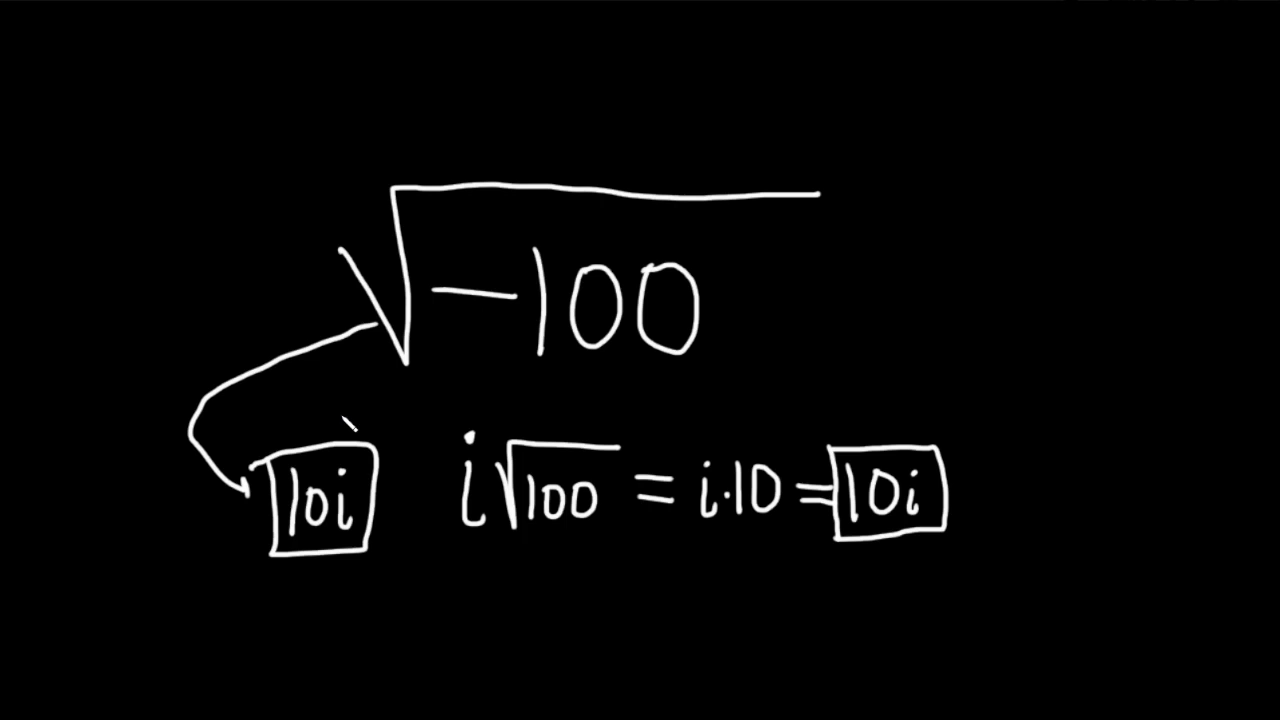 √-100
10i i√100 = i·10 = 10i